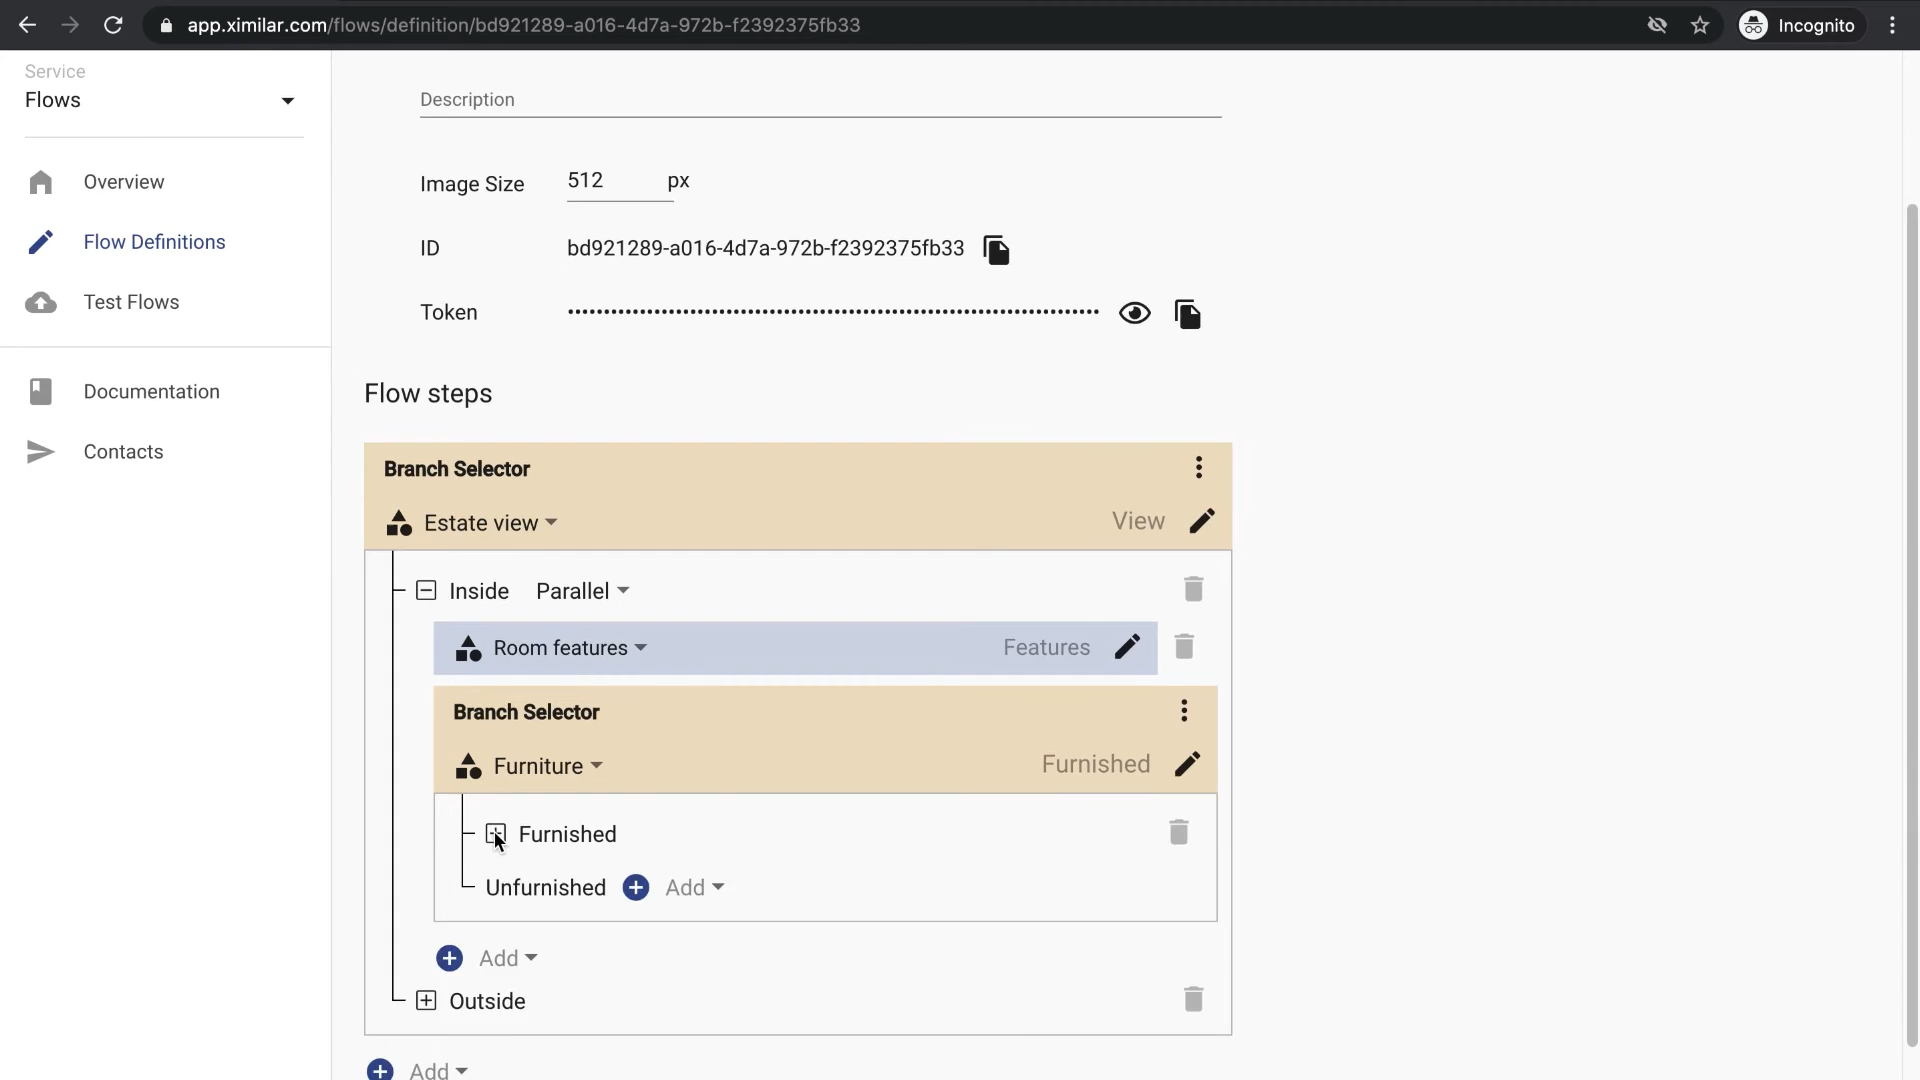 app.ximilar.com/flows/definition/bd921289-a016-4d7a-972b-f2392375fb33
Incognito
Service
Flows
Overview
Flow Definitions
Test Flows
Documentation
Contacts
Description
Image Size 512 px
ID bd921289-a016-4d7a-972b-f2392375fb33
Token ••••••••••••••••••••••••••••••••••••••••••••••••••••••••••••
Flow steps
Branch Selector
Estate view View
Inside Parallel
Room features Features
Branch Selector
Furniture Furnished
Furnished
Unfurnished Add
Add
Outside
Add